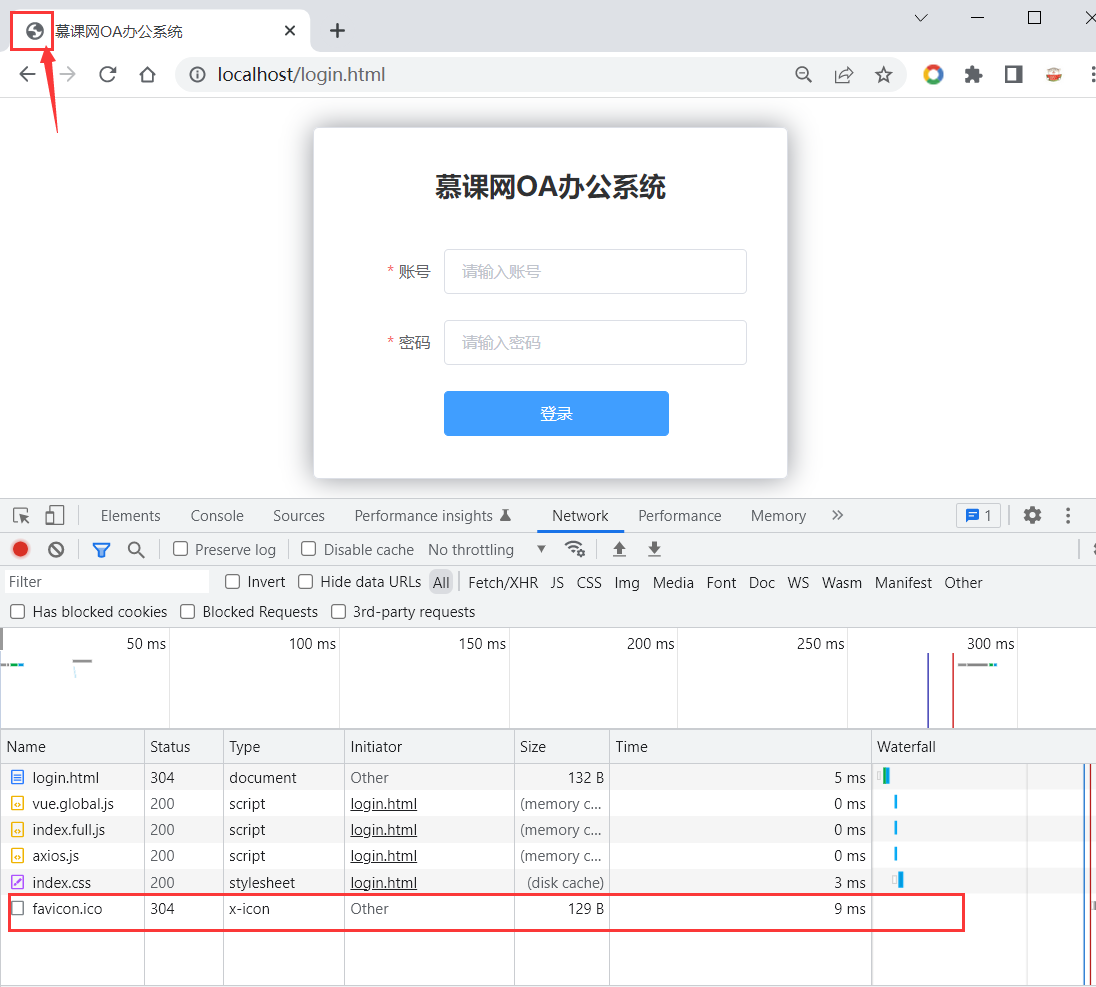 慕课网OA办公系统
localhost/login.html
慕课网OA办公系统
* 账号 请输入账号
* 密码 请输入密码
登录
Elements Console Sources Performance insights Network Performance Memory 1
Preserve log Disable cache No throttling
Filter Invert Hide data URLs All Fetch/XHR JS CSS Img Media Font Doc WS Wasm Manifest Other
Has blocked cookies Blocked Requests 3rd-party requests
50 ms 100 ms 150 ms 200 ms 250 ms 300 ms
Name Status Type Initiator Size Time Waterfall
login.html 304 document Other 132 B 5 ms
vue.global.js 200 script login.html (memory c... 0 ms
index.full.js 200 script login.html (memory c... 0 ms
axios.js 200 script login.html (memory c... 0 ms
index.css 200 stylesheet login.html (disk cache) 3 ms
favicon.ico 304 x-icon Other 129 B 9 ms